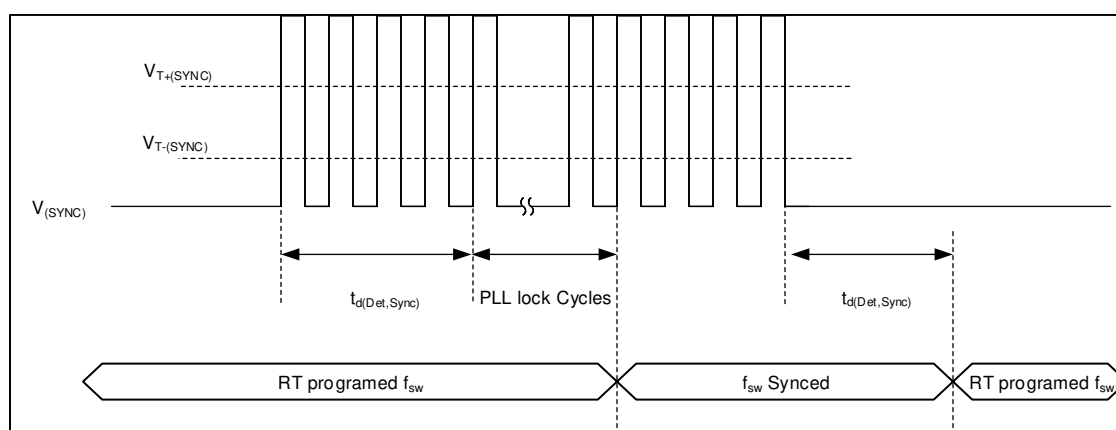 VT+(SYNC)
VT-(SYNC)
V(SYNC)
td(Det,Sync)
PLL lock Cycles
td(Det,Sync)
RT programed fsw
fsw Synced
RT programed fsw